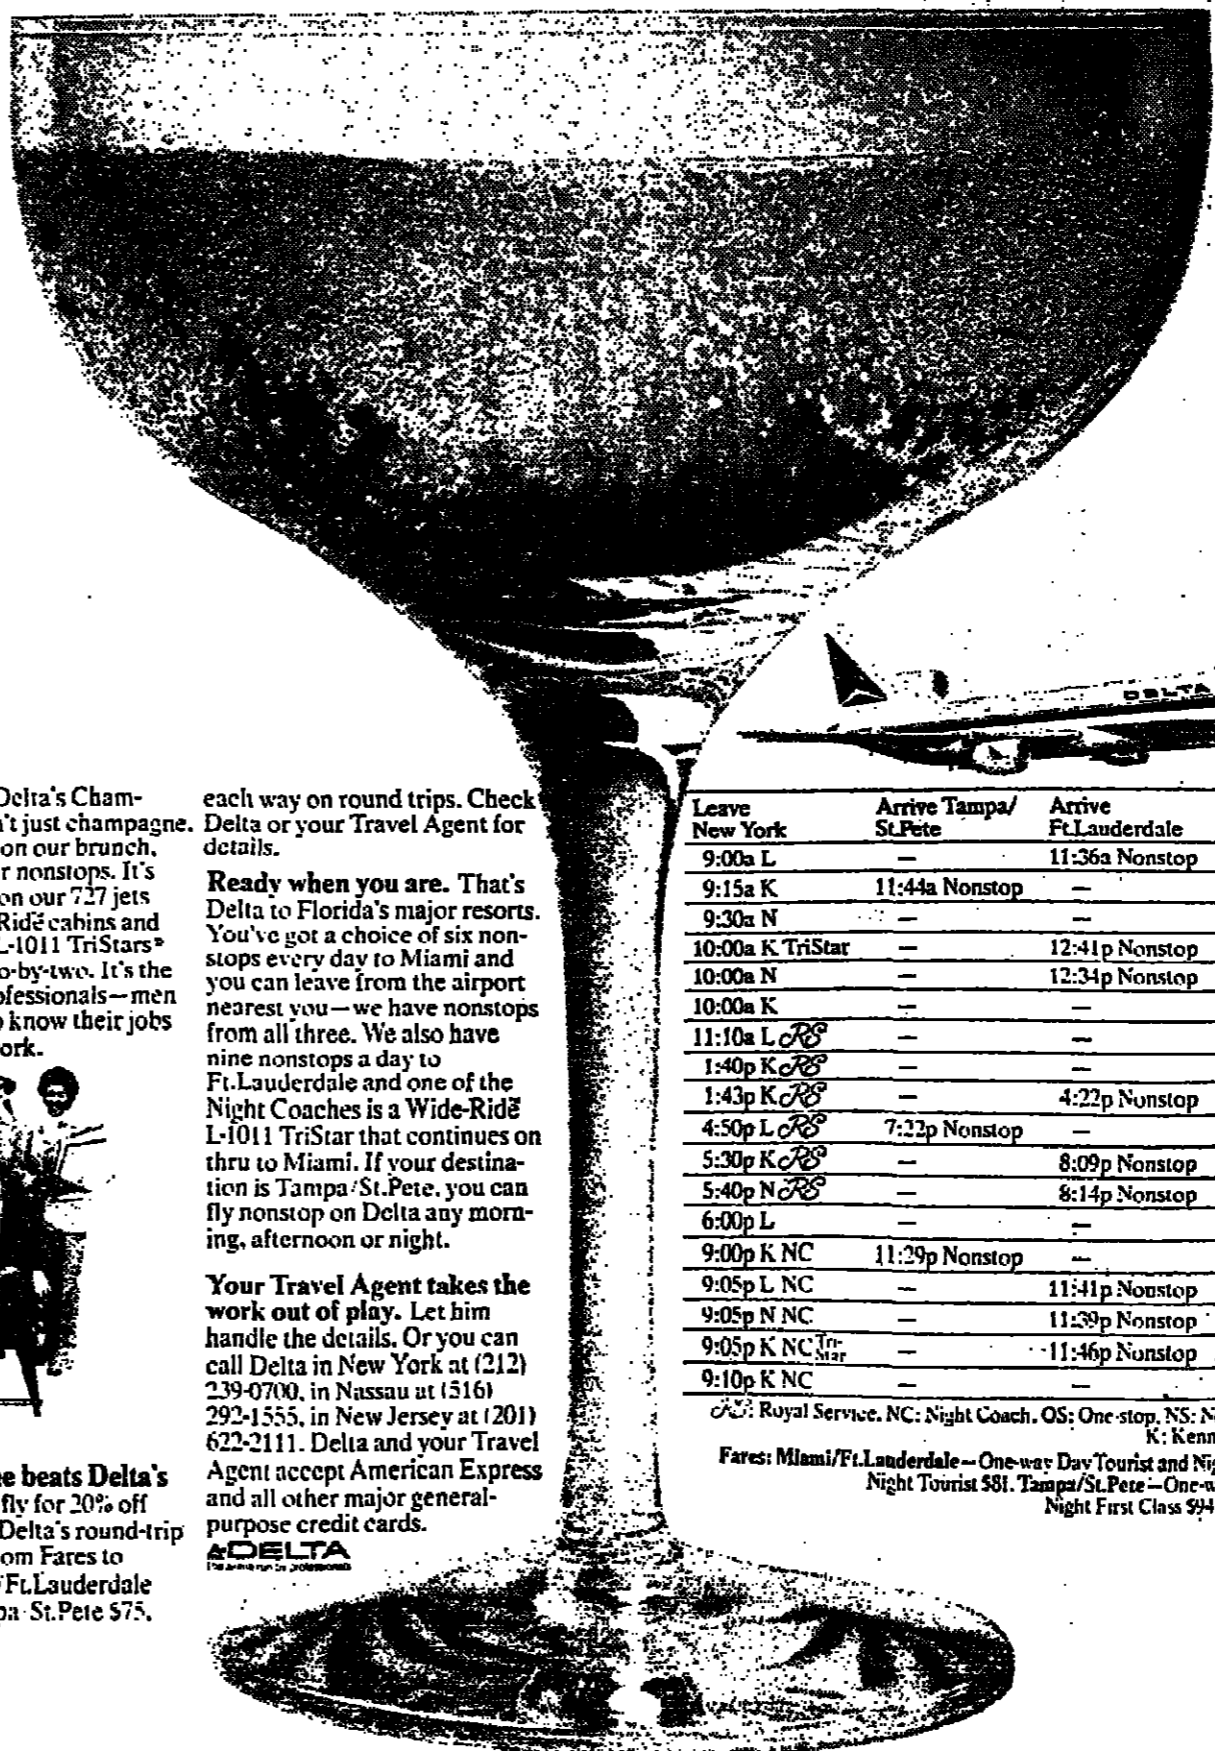 Delta's Cham-
't just champagne.
on our brunch,
r nonstops. It's
on our 727 jets
Ride cabins and
L-1011 TriStars®
o-by-two. It's the
ofessionals—men
o know their jobs
ork.
e beats Delta's
fly for 20% off
Delta's round-trip
om Fares to
Ft.Lauderdale
pa St.Pete $75,
each way on round trips. Check
Delta or your Travel Agent for
details.
Ready when you are. That's
Delta to Florida's major resorts.
You've got a choice of six non-
stops every day to Miami and
you can leave from the airport
nearest you—we have nonstops
from all three. We also have
nine nonstops a day to
Ft.Lauderdale and one of the
Night Coaches is a Wide-Ride
L-1011 TriStar that continues on
thru to Miami. If your destina-
tion is Tampa/St.Pete, you can
fly nonstop on Delta any morn-
ing, afternoon or night.
Your Travel Agent takes the
work out of play. Let him
handle the details. Or you can
call Delta in New York at (212)
239-0700, in Nassau at (516)
292-1555, in New Jersey at (201)
622-2111. Delta and your Travel
Agent accept American Express
and all other major general-
purpose credit cards.
DELTA
The airline run by professionals
DELTA
Leave New York Arrive Tampa/ St.Pete Arrive Ft.Lauderdale
9:00a L — 11:36a Nonstop
9:15a K 11:44a Nonstop —
9:30a N — —
10:00a K TriStar — 12:41p Nonstop
10:00a N — 12:34p Nonstop
10:00a K — —
11:10a L RS — —
1:40p K RS — —
1:43p K RS — 4:22p Nonstop
4:50p L RS 7:22p Nonstop —
5:30p K RS — 8:09p Nonstop
5:40p N RS — 8:14p Nonstop
6:00p L — —
9:00p K NC 11:29p Nonstop —
9:05p L NC — 11:41p Nonstop
9:05p N NC — 11:39p Nonstop
9:05p K NC Tri-Star — 11:46p Nonstop
9:10p K NC — —
RS: Royal Service. NC: Night Coach. OS: One-stop. NS: N
K: Kenn
Fares: Miami/Ft.Lauderdale—One-way Day Tourist and Nig
Night Tourist $81. Tampa/St.Pete—One-w
Night First Class $94